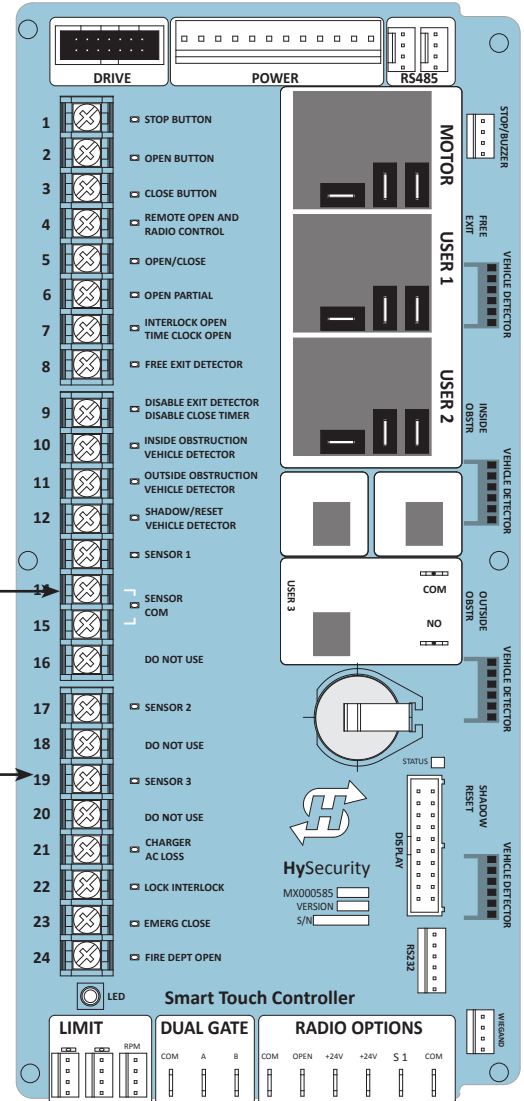 DRIVE
POWER
RS485
1 STOP BUTTON
2 OPEN BUTTON
3 CLOSE BUTTON
4 REMOTE OPEN AND
RADIO CONTROL
5 OPEN/CLOSE
6 OPEN PARTIAL
7 INTERLOCK OPEN
TIME CLOCK OPEN
8 FREE EXIT DETECTOR
9 DISABLE EXIT DETECTOR
DISABLE CLOSE TIMER
10 INSIDE OBSTRUCTION
VEHICLE DETECTOR
11 OUTSIDE OBSTRUCTION
VEHICLE DETECTOR
12 SHADOW/RESET
VEHICLE DETECTOR
SENSOR 1
14 SENSOR
COM
15
16 DO NOT USE
17 SENSOR 2
18 DO NOT USE
19 SENSOR 3
20 DO NOT USE
21 CHARGER
AC LOSS
22 LOCK INTERLOCK
23 EMERG CLOSE
24 FIRE DEPT OPEN
MOTOR
USER 1
USER 2
USER 3
COM
NO
STOP/BUZZER
FREE
EXIT
VEHICLE DETECTOR
INSIDE
OBSTR
VEHICLE DETECTOR
OUTSIDE
OBSTR
VEHICLE DETECTOR
STATUS
SHADOW
RESET
VEHICLE DETECTOR
DISPLAY
HySecurity
MX000585
VERSION
S/N
RS232
WIEGAND
LED
Smart Touch Controller
LIMIT
RPM
DUAL GATE
COM A B
RADIO OPTIONS
COM OPEN +24V +24V S 1 COM